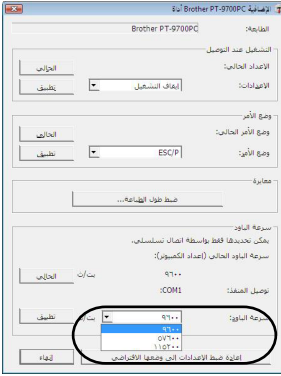 الإضافية Brother PT-9700PC أداة
الطابعة: Brother PT-9700PC
التشغيل عند التوصيل
الاعداد الحالي: الحالي
الاعدادات: إيقاف التشغيل تطبيق
وضع الأمر
وضع الأمر الحالي: الحالي
وضع الأمر: ESC/P تطبيق
معايرة
ضبط طول الطباعة...
سرعة الباود
يمكن تحديدها فقط بواسطة اتصال تسلسلي.
سرعة الباود الحالي (إعداد الكمبيوتر):
٩٦٠٠ بت/ث الحالي
توصيل المنفذ: COM1
سرعة الباود: ٩٦٠٠ بت/ تطبيق
٩٦٠٠
٥٧٦٠٠
١١٥٢٠٠
إعادة ضبط الإعدادات إلى وضعها الافتراضي إنهاء